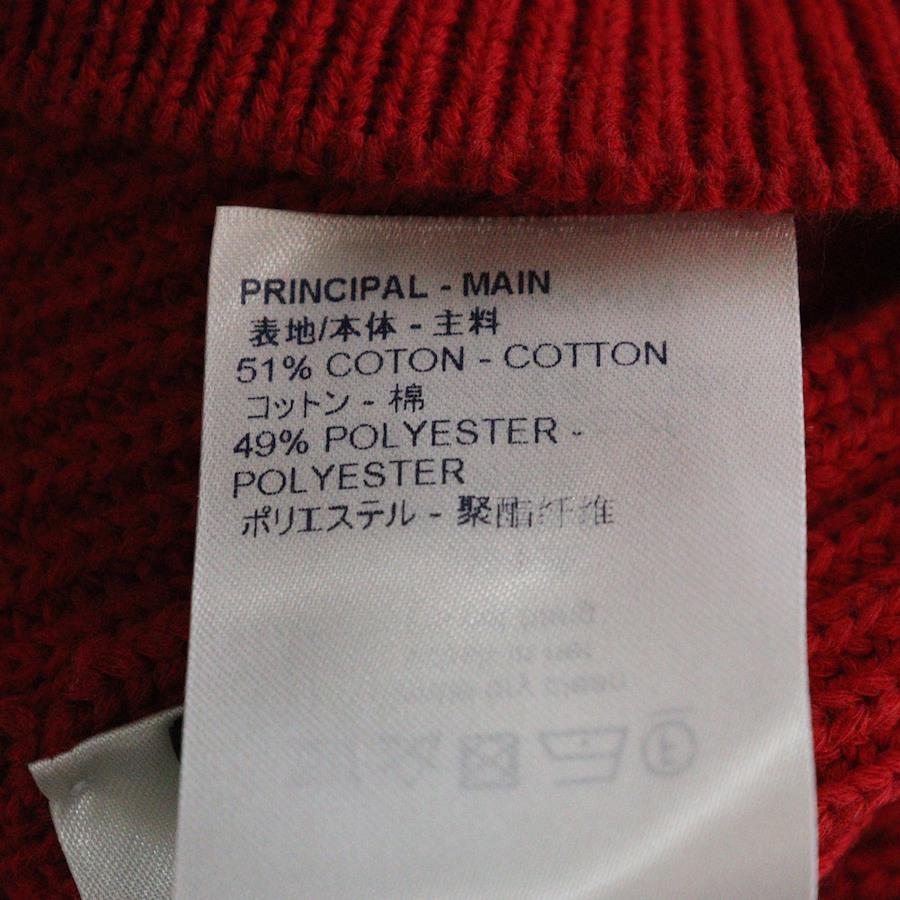 PRINCIPAL - MAIN
表地/本体 - 主料
51% COTON - COTTON
コットン - 棉
49% POLYESTER -
POLYESTER
ポリエステル - 聚酯纤维